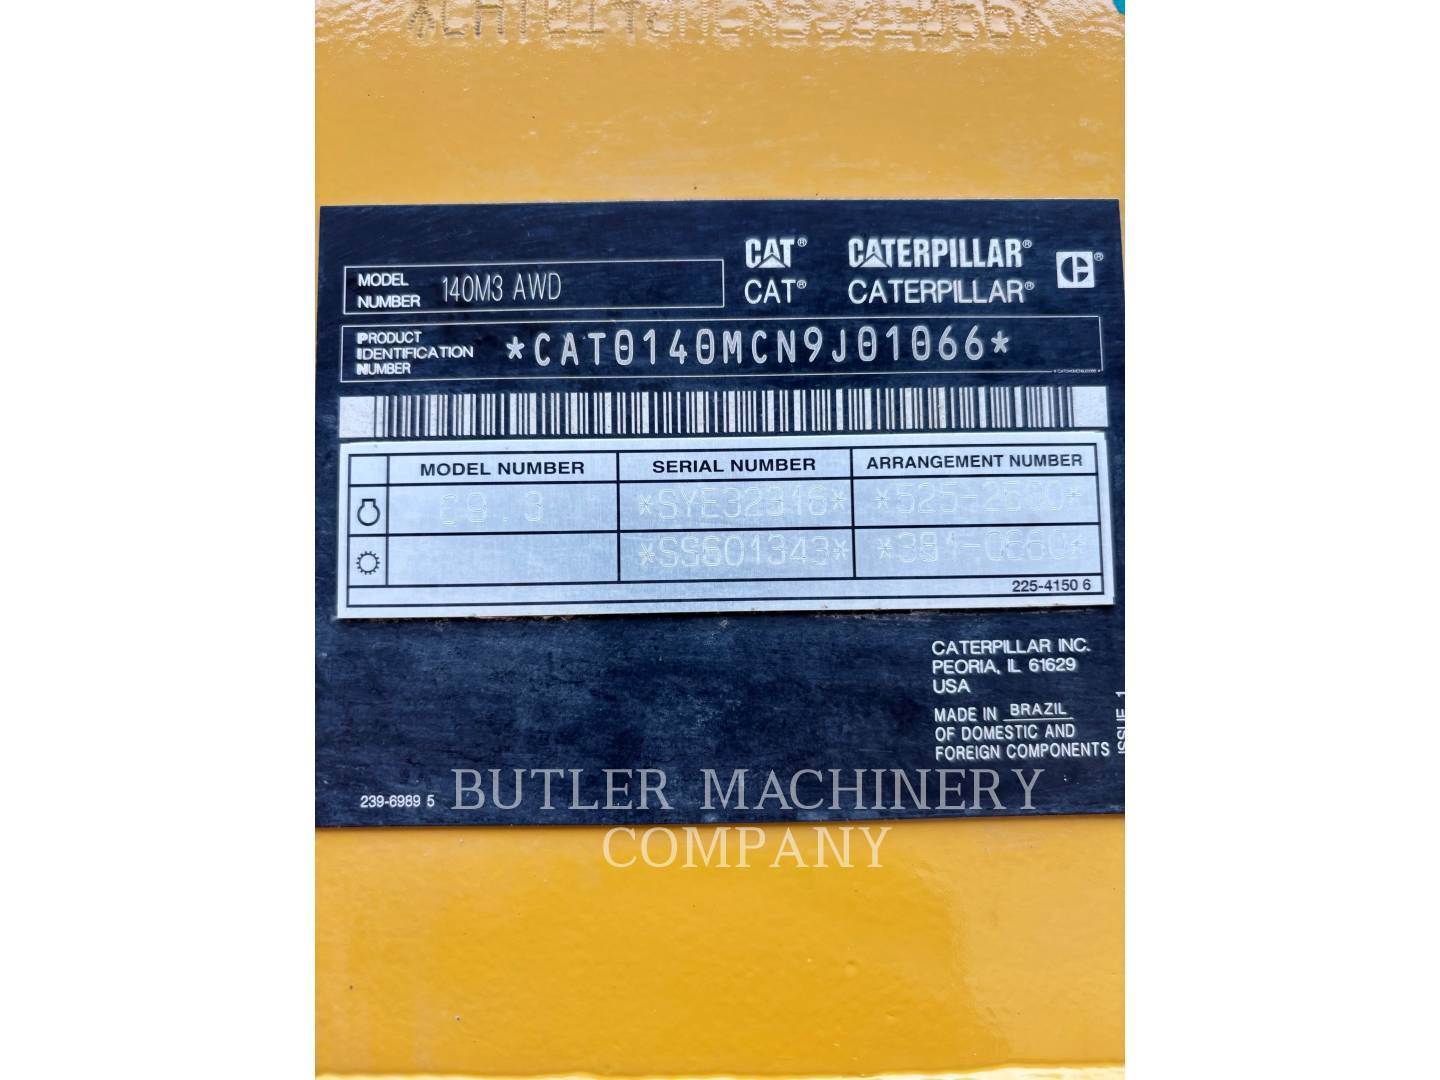 CAT® CATERPILLAR®
MODEL NUMBER 140M3 AWD
CAT® CATERPILLAR®
PRODUCT IDENTIFICATION NUMBER *CAT0140MCN9J01066*
MODEL NUMBER SERIAL NUMBER ARRANGEMENT NUMBER
*SS601343*
225-4150 6
CATERPILLAR INC.
PEORIA, IL 61629
USA
MADE IN BRAZIL
OF DOMESTIC AND
FOREIGN COMPONENTS
ISSUE 1
239-6989 5
BUTLER MACHINERY
COMPANY